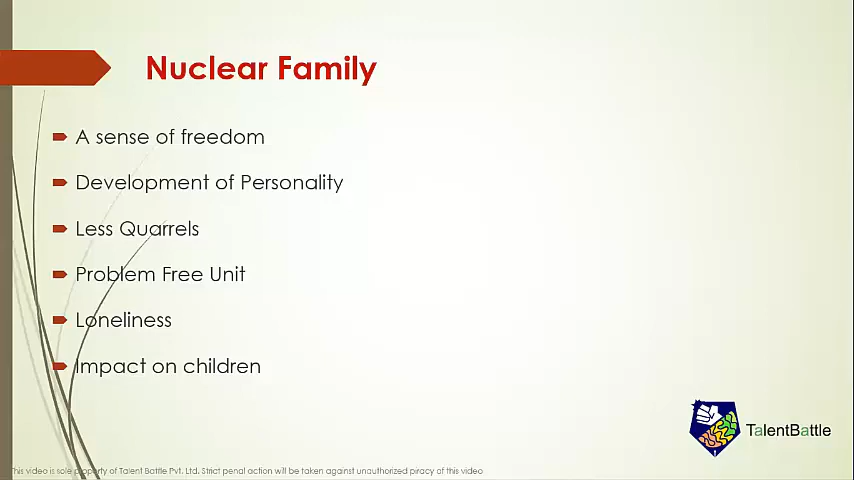 Nuclear Family
A sense of freedom
Development of Personality
Less Quarrels
Problem Free Unit
Loneliness
Impact on children
TalentBattle
This video is sole property of Talent Battle Pvt. Ltd. Strict penal action will be taken against unauthorized piracy of this video